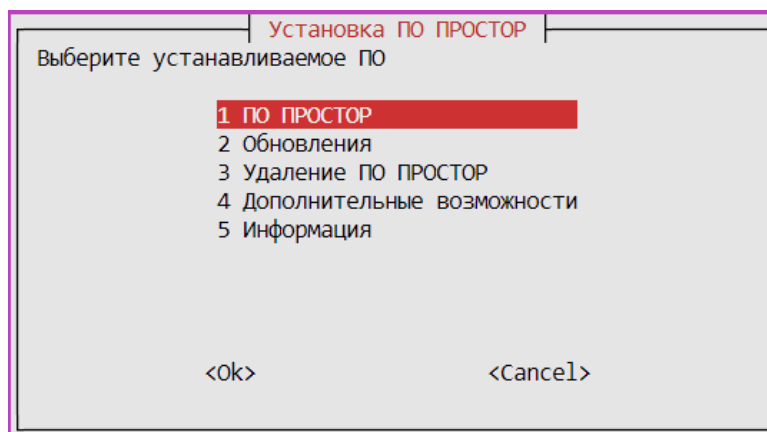 Установка ПО ПРОСТОР
Выберите устанавливаемое ПО
1 ПО ПРОСТОР
2 Обновления
3 Удаление ПО ПРОСТОР
4 Дополнительные возможности
5 Информация
<Ok> <Cancel>